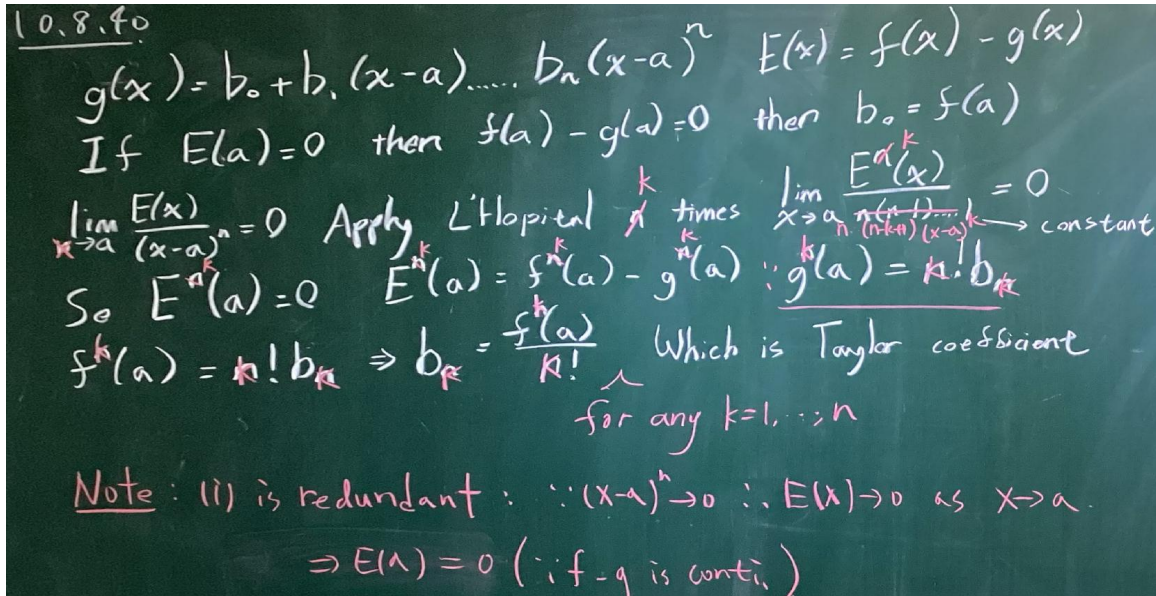 10.8.40
g(x) = b₀ + b₁ (x-a) ...... bₙ (x-a)ⁿ E(x) = f(x) - g(x)
If E(a) = 0 then f(a) - g(a) = 0 then b₀ = f(a)
lim x→a E(x)/(x-a)ⁿ = 0 Apply L'Hopital k times lim x→a Eᵏ(x)/n...(n-k+1)(x-a)ᵏ = 0 → constant
So Eᵏ(a) = 0 Eᵏ(a) = fᵏ(a) - gᵏ(a) ∵ gᵏ(a) = k! bₖ
fᵏ(a) = k! bₖ ⇒ bₖ = fᵏ(a)/k! Which is Taylor coefficient
for any k=1, ..., n
Note : (i) is redundant : ∵ (x-a)ⁿ → 0 ∴ E(x) → 0 as x → a.
⇒ E(a) = 0 (∵ f - g is conti.)